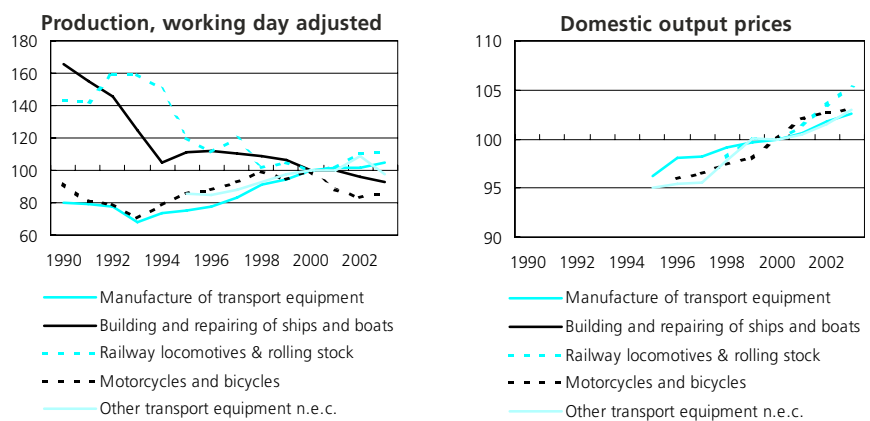 Production, working day adjusted
180
160
140
120
100
80
60
1990 1992 1994 1996 1998 2000 2002
Manufacture of transport equipment
Building and repairing of ships and boats
Railway locomotives & rolling stock
Motorcycles and bicycles
Other transport equipment n.e.c.
Domestic output prices
110
105
100
95
90
1990 1992 1994 1996 1998 2000 2002
Manufacture of transport equipment
Building and repairing of ships and boats
Railway locomotives & rolling stock
Motorcycles and bicycles
Other transport equipment n.e.c.